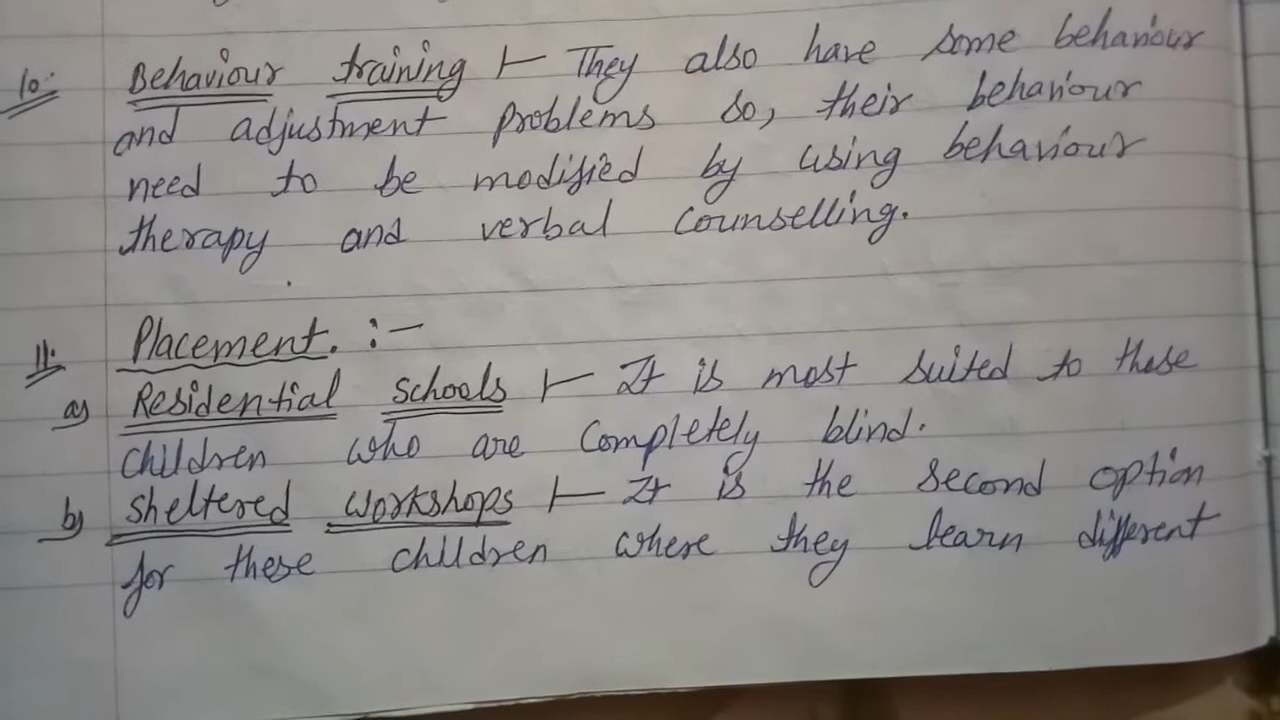 10. Behaviour training :- They also have some behaviour
and adjustment problems so, their behaviour
need to be modified by using behaviour
therapy and verbal counselling.
11. Placement. :-
a) Residential schools :- It is most suited to these
children who are completely blind.
b) sheltered workshops :- It is the second option
for these children where they learn different